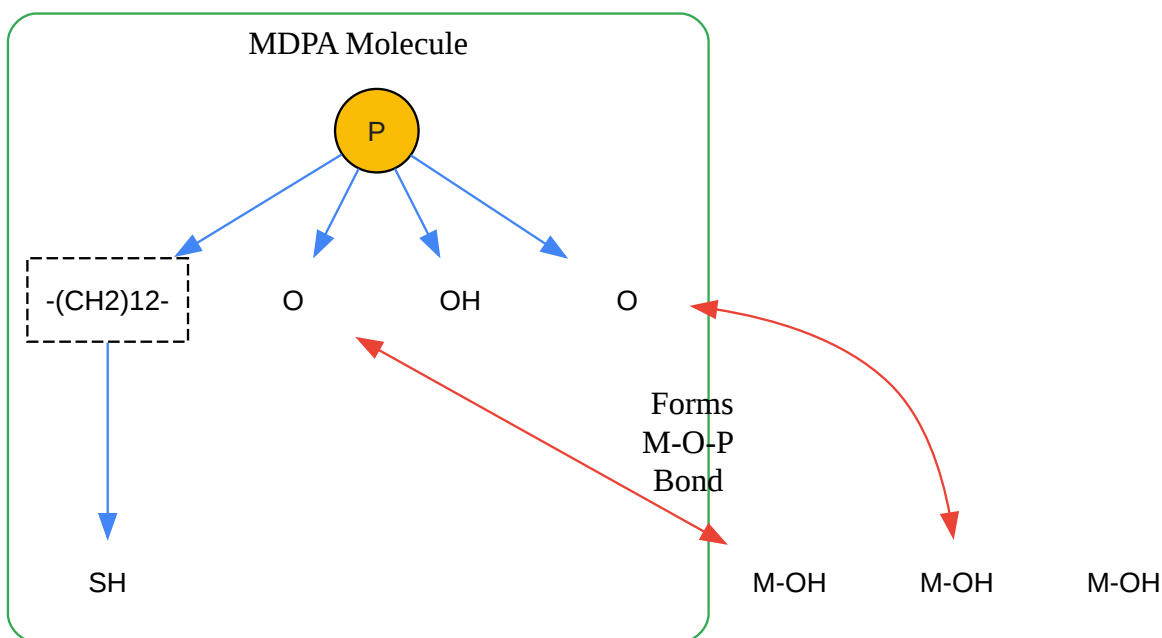 MDPA Molecule
P
-(CH2)12-
O
OH
O
Forms
M-O-P
Bond
SH
M-OH
M-OH
M-OH